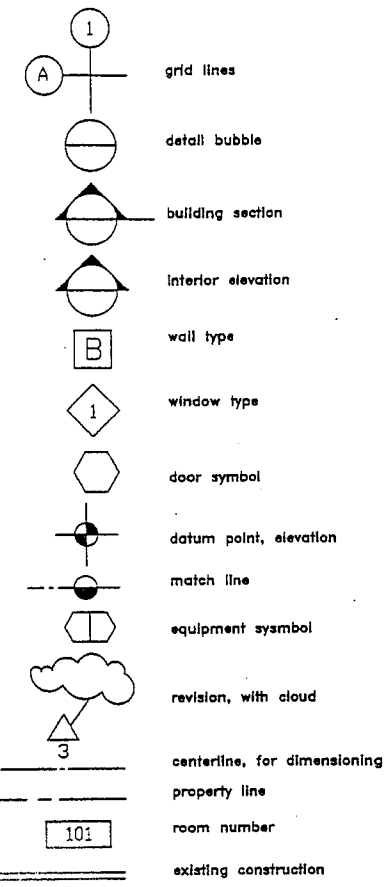 1
A
grid lines
detail bubble
building section
interior elevation
B
wall type
1
window type
door symbol
datum point, elevation
match line
equipment sysmbol
revision, with cloud
3
centerline, for dimensioning
property line
101
room number
existing construction